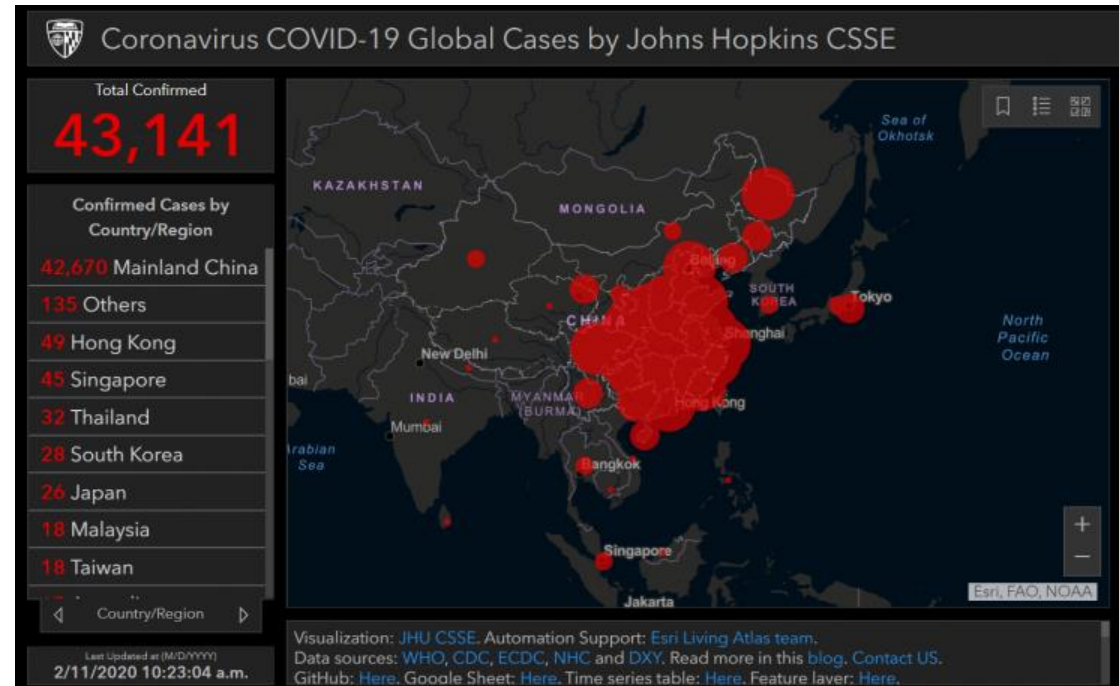 Coronavirus COVID-19 Global Cases by Johns Hopkins CSSE
Total Confirmed
43,141
Confirmed Cases by
Country/Region
42,670 Mainland China
135 Others
49 Hong Kong
45 Singapore
32 Thailand
28 South Korea
26 Japan
18 Malaysia
18 Taiwan
Country/Region
Last Updated at (M/D/YYYY)
2/11/2020 10:23:04 a.m.
Sea of
Okhotsk
KAZAKHSTAN
MONGOLIA
Beijing
SOUTH
KOREA
Tokyo
CHINA
Shanghai
North
Pacific
Ocean
New Delhi
bai
INDIA
MYANMAR
(BURMA)
Hong Kong
Mumbai
Arabian
Sea
Bangkok
Singapore
Jakarta
Esri, FAO, NOAA
Visualization: JHU CSSE. Automation Support: Esri Living Atlas team.
Data sources: WHO, CDC, ECDC, NHC and DXY. Read more in this blog. Contact US.
GitHub: Here. Google Sheet: Here. Time series table: Here. Feature layer: Here.